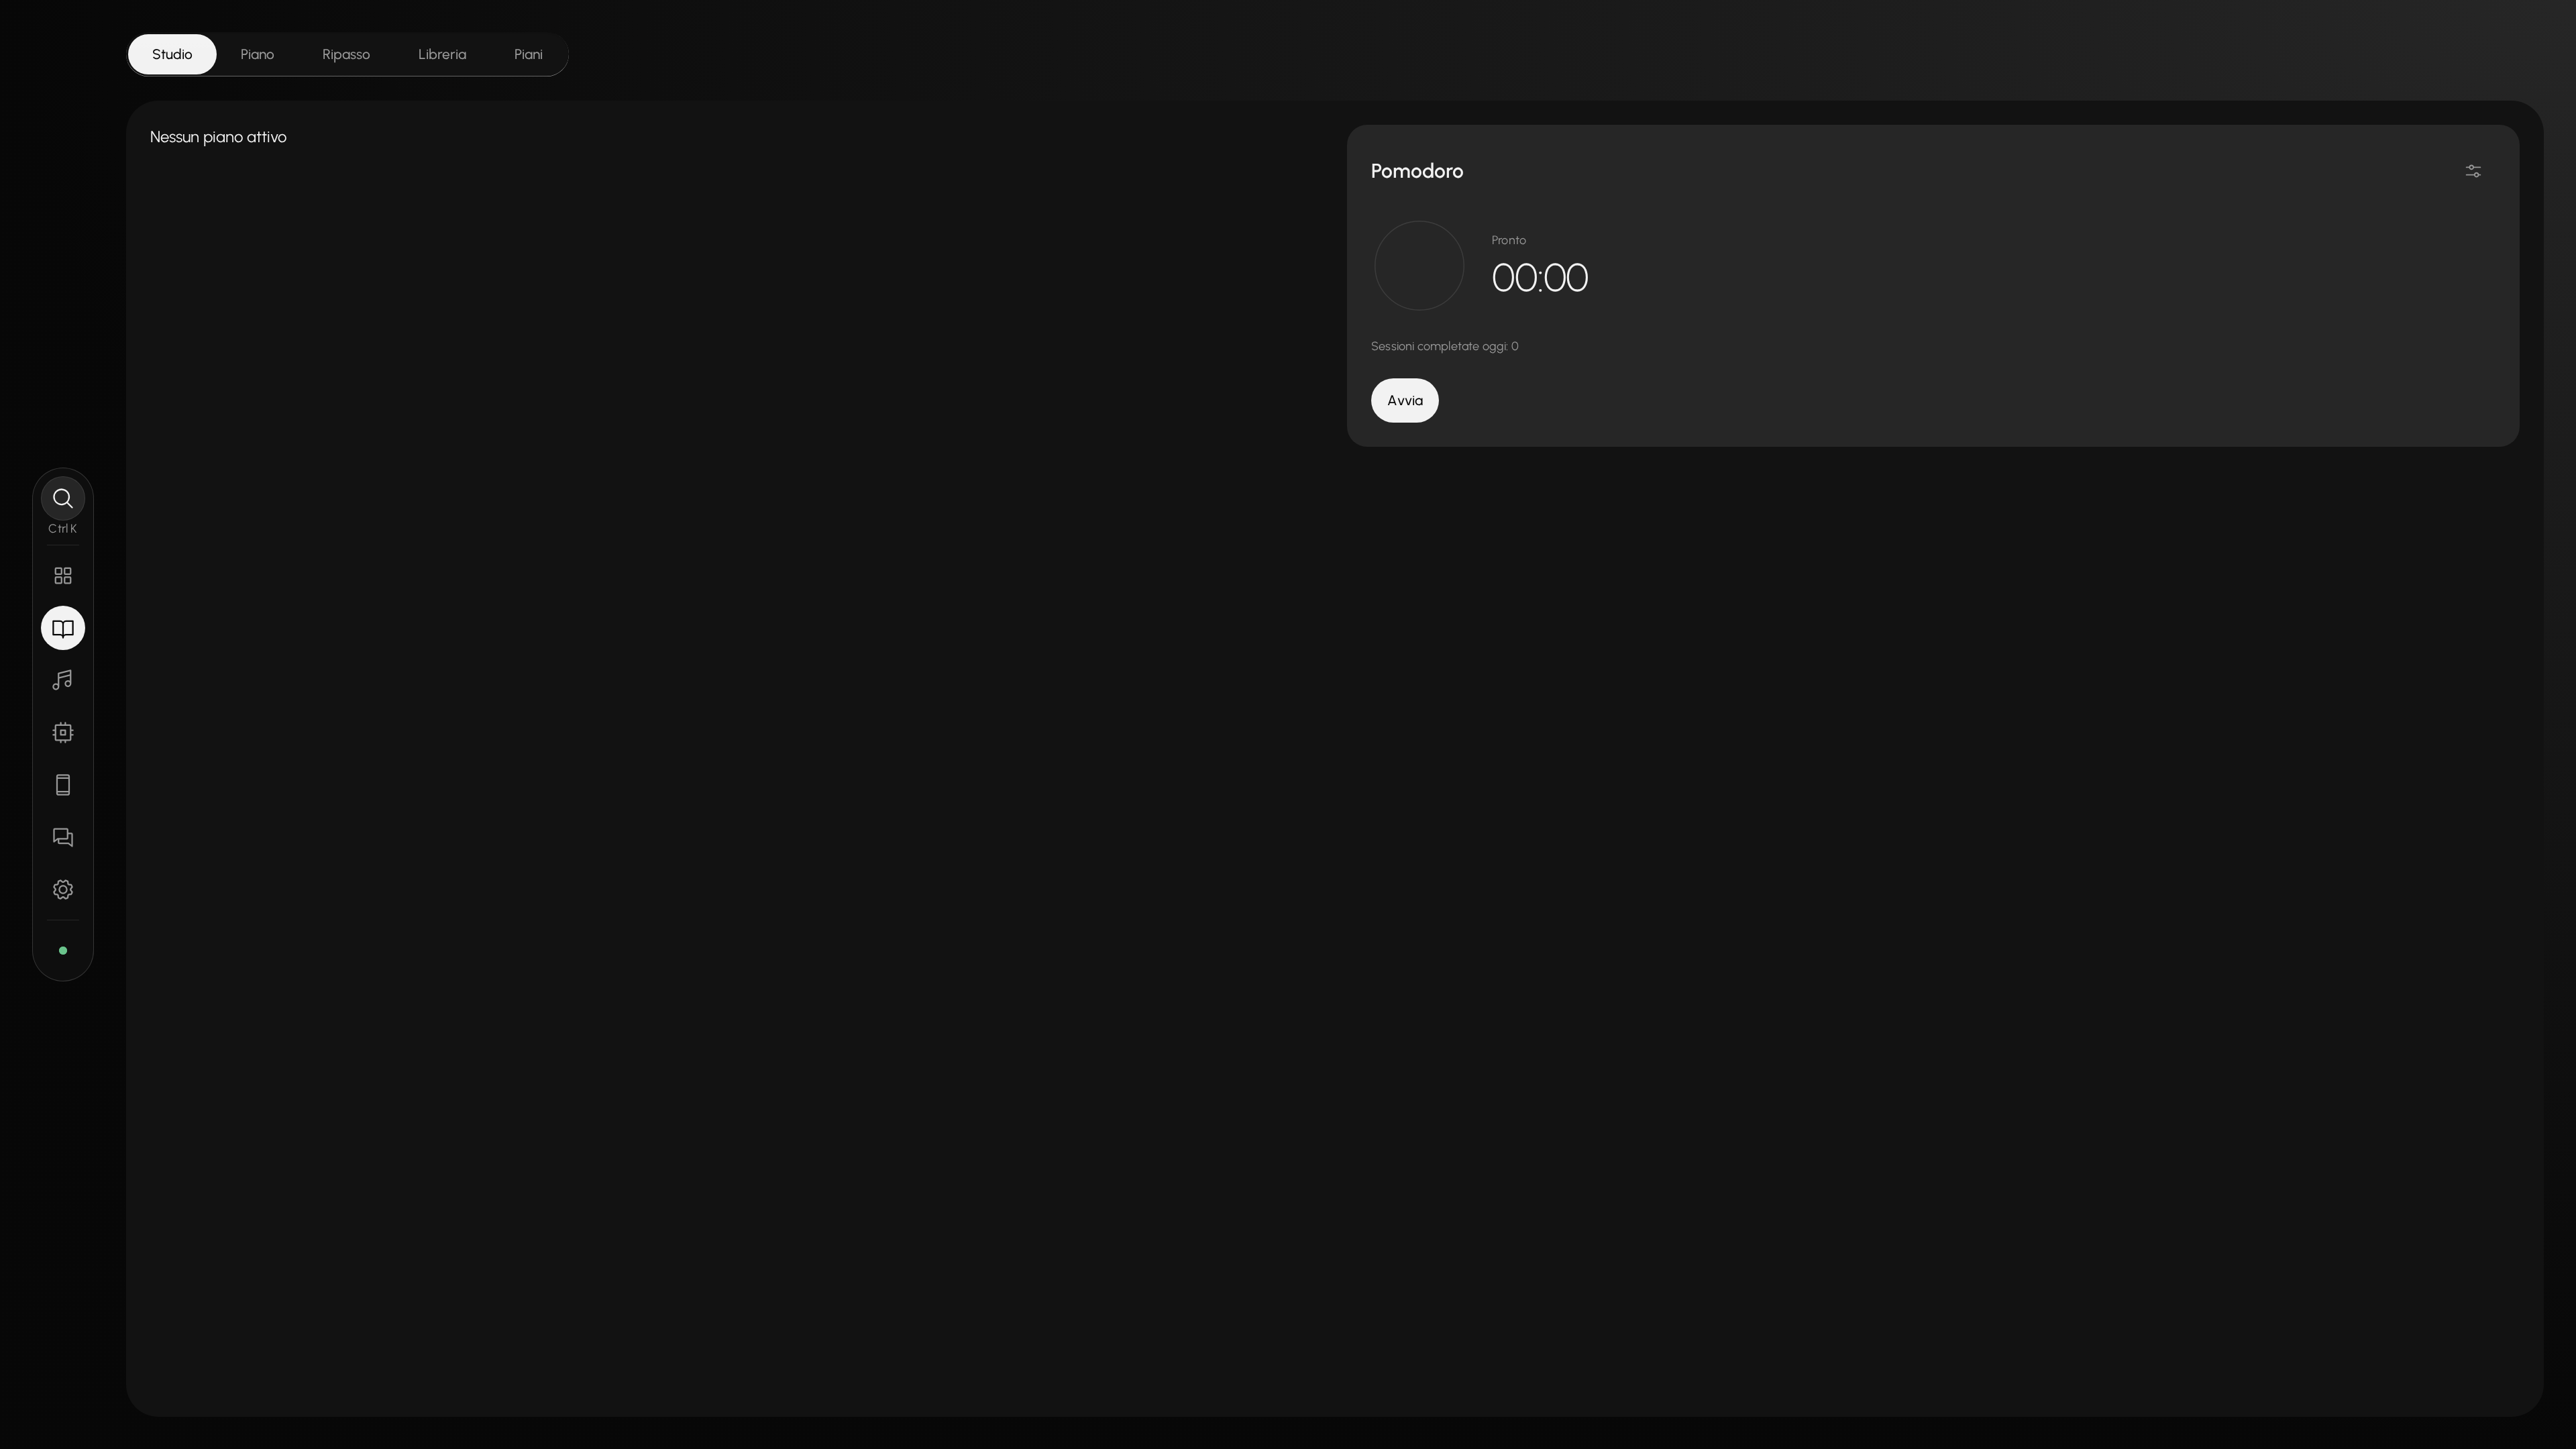 Studio
Piano
Ripasso
Libreria
Piani
Nessun piano attivo
Pomodoro
Pronto
00:00
Sessioni completate oggi: 0
Avvia
Ctrl K